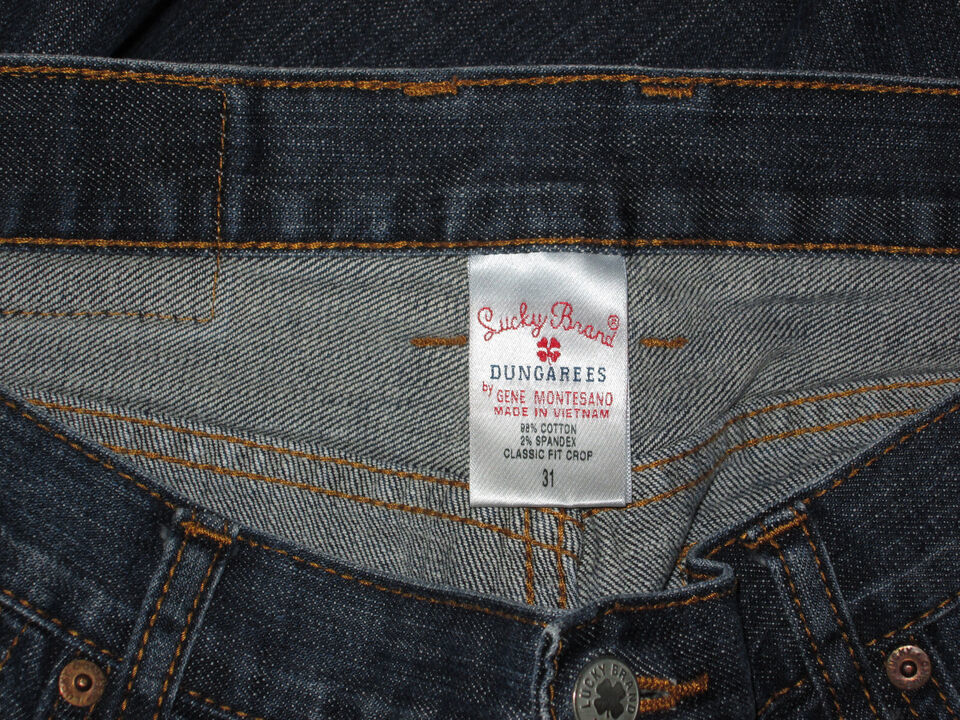 Lucky Brand®
DUNGAREES
by GENE MONTESANO
MADE IN VIETNAM
98% COTTON
2% SPANDEX
CLASSIC FIT CROP
31
LUCKY BRAND